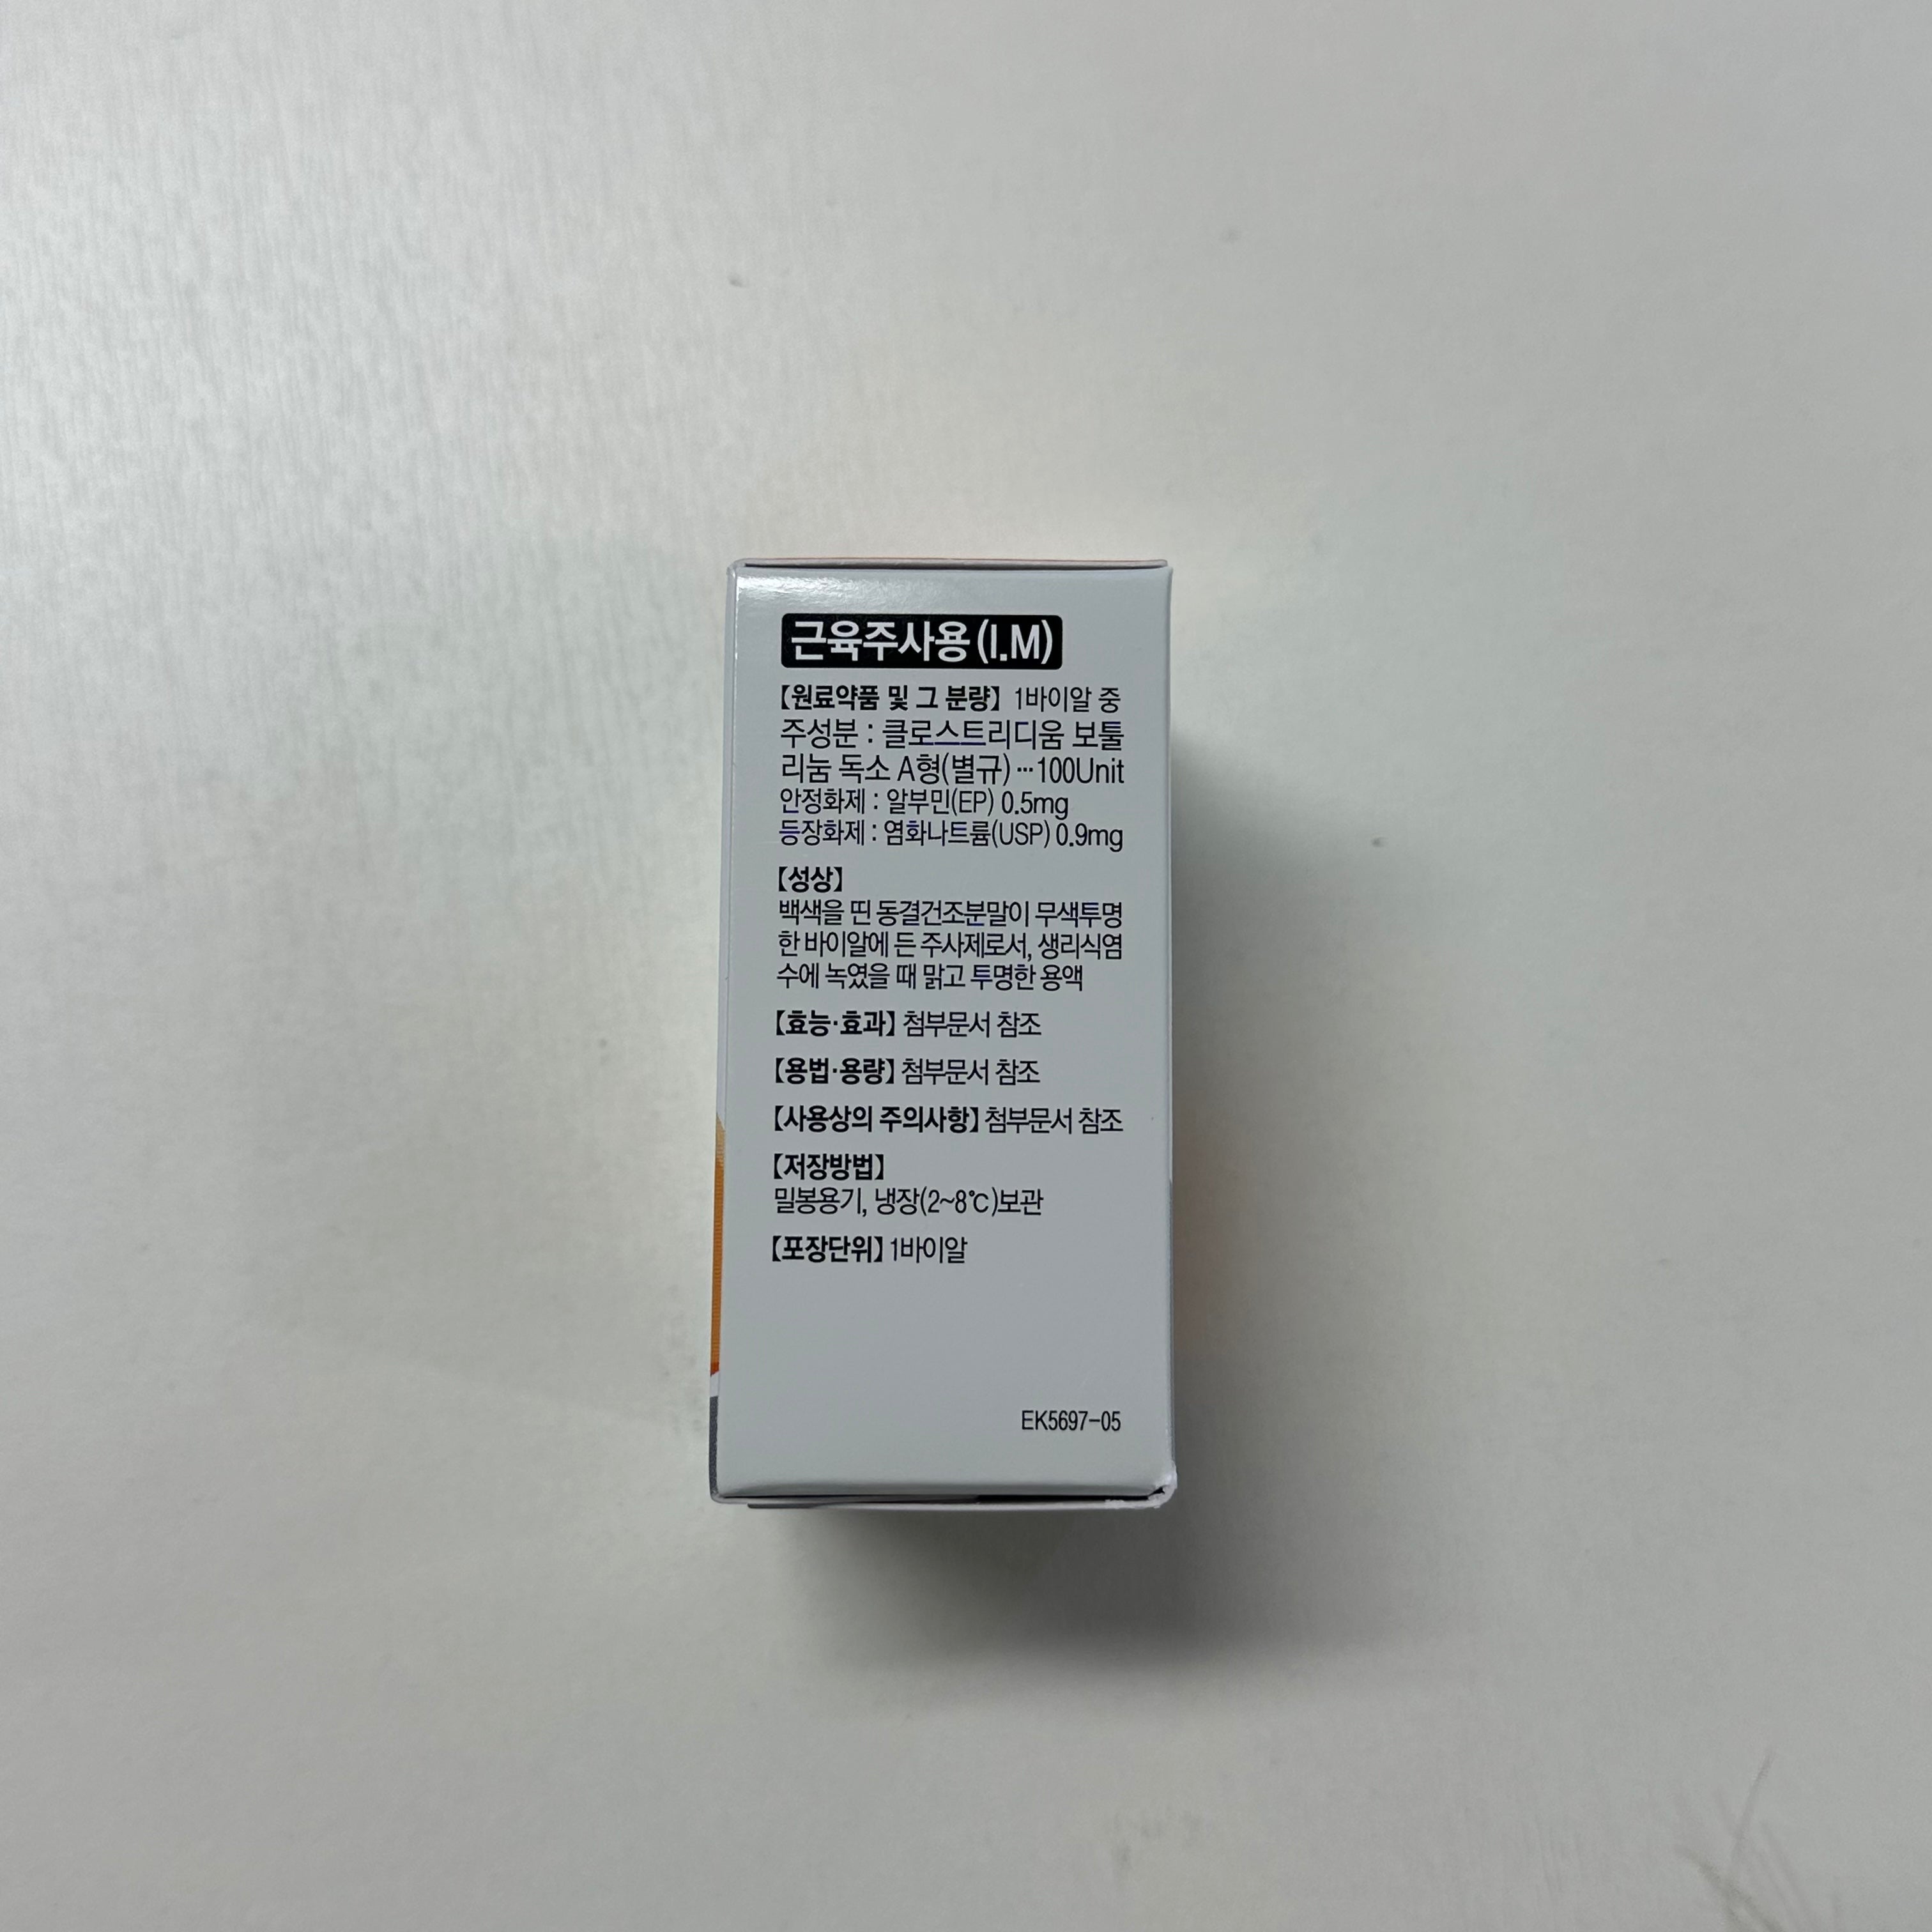 근육주사용(I.M)
【원료약품 및 그 분량】 1바이알 중
주성분 : 클로스트리디움 보툴
리눔 독소 A형(별규)···100Unit
안정화제 : 알부민(EP) 0.5mg
등장화제 : 염화나트륨(USP) 0.9mg
【성상】
백색을 띤 동결건조분말이 무색투명
한 바이알에 든 주사제로서, 생리식염
수에 녹였을 때 맑고 투명한 용액
【효능·효과】 첨부문서 참조
【용법·용량】 첨부문서 참조
【사용상의 주의사항】 첨부문서 참조
【저장방법】
밀봉용기, 냉장(2~8℃)보관
【포장단위】 1바이알
EK5697-05